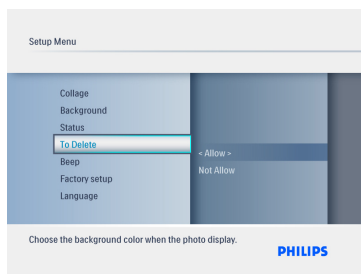 Setup Menu
Collage
Background
Status
To Delete
Beep
Factory setup
Language
< Allow >
Not Allow
Choose the background color when the photo display.
PHILIPS